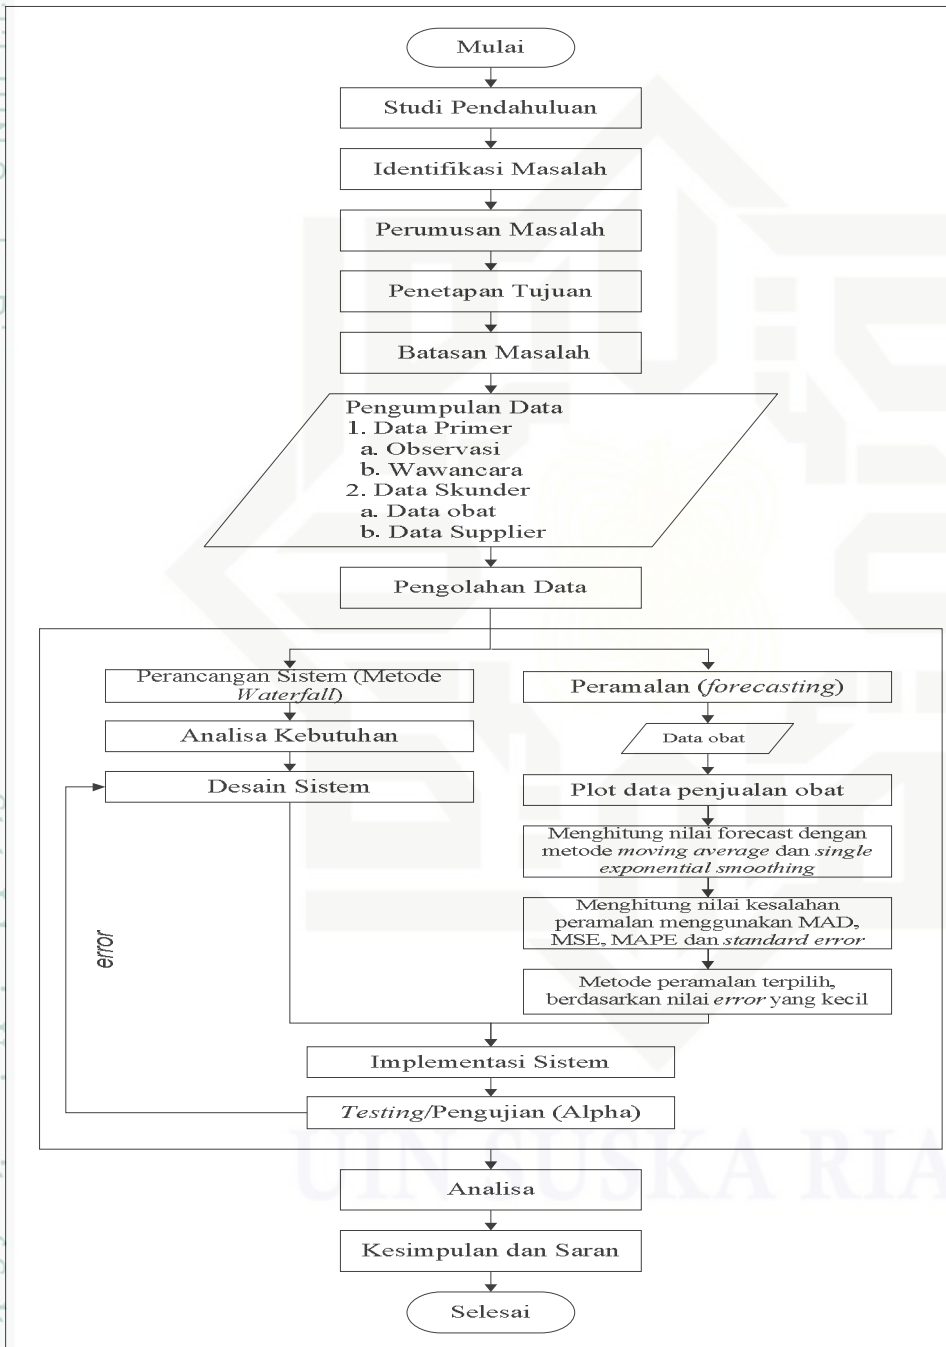 Mulai
Studi Pendahuluan
Identifikasi Masalah
Perumusan Masalah
Penetapan Tujuan
Batasan Masalah
Pengumpulan Data
1. Data Primer
a. Observasi
b. Wawancara
2. Data Skunder
a. Data obat
b. Data Supplier
Pengolahan Data
Perancangan Sistem (Metode
Waterfall)
Analisa Kebutuhan
Desain Sistem
error
Peramalan (forecasting)
Data obat
Plot data penjualan obat
Menghitung nilai forecast dengan
metode moving average dan single
exponential smoothing
Menghitung nilai kesalahan
peramalan menggunakan MAD,
MSE, MAPE dan standard error
Metode peramalan terpilih,
berdasarkan nilai error yang kecil
Implementasi Sistem
Testing/Pengujian (Alpha)
Analisa
Kesimpulan dan Saran
Selesai
UIN SUSKA RIA